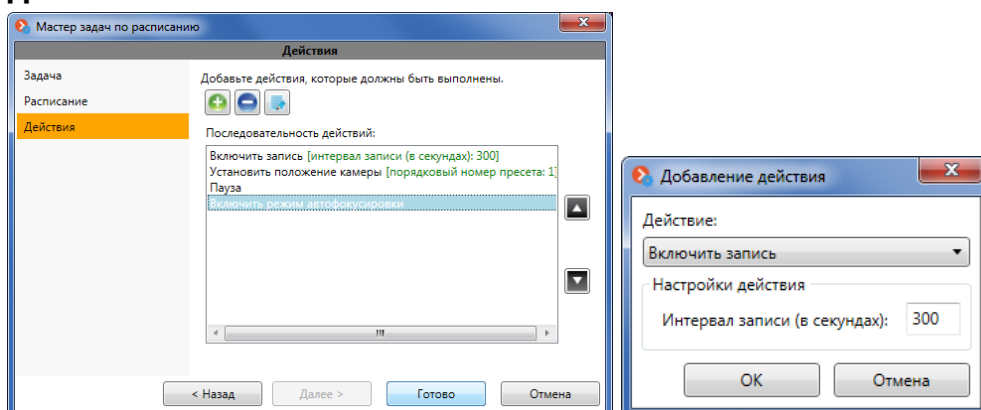 Мастер задач по расписанию
Действия
Задача
Расписание
Действия
Добавьте действия, которые должны быть выполнены.
Последовательность действий:
Включить запись [интервал записи (в секундах): 300]
Установить положение камеры [порядковый номер пресета: 1]
Пауза
Включить режим автофокусировки
< Назад
Далее >
Готово
Отмена
Добавление действия
Действие:
Включить запись
Настройки действия
Интервал записи (в секундах): 300
OK
Отмена